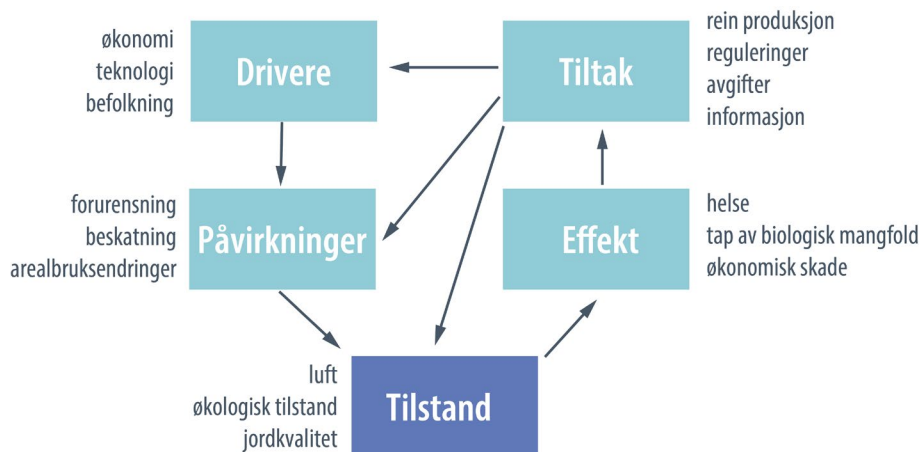 økonomi
teknologi
befolkning
Drivere
Tiltak
rein produksjon
reguleringer
avgifter
informasjon
forurensning
beskatning
arealbruksendringer
Påvirkninger
Effekt
helse
tap av biologisk mangfold
økonomisk skade
luft
økologisk tilstand
jordkvalitet
Tilstand